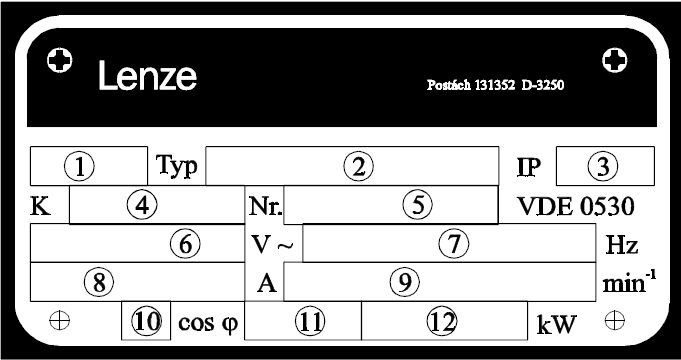 Lenze
Postách 131352 D-3250
1 Typ 2 IP 3
K 4 Nr. 5 VDE 0530
6 V ~ 7 Hz
8 A 9 min-1
10 cos φ 11 12 kW